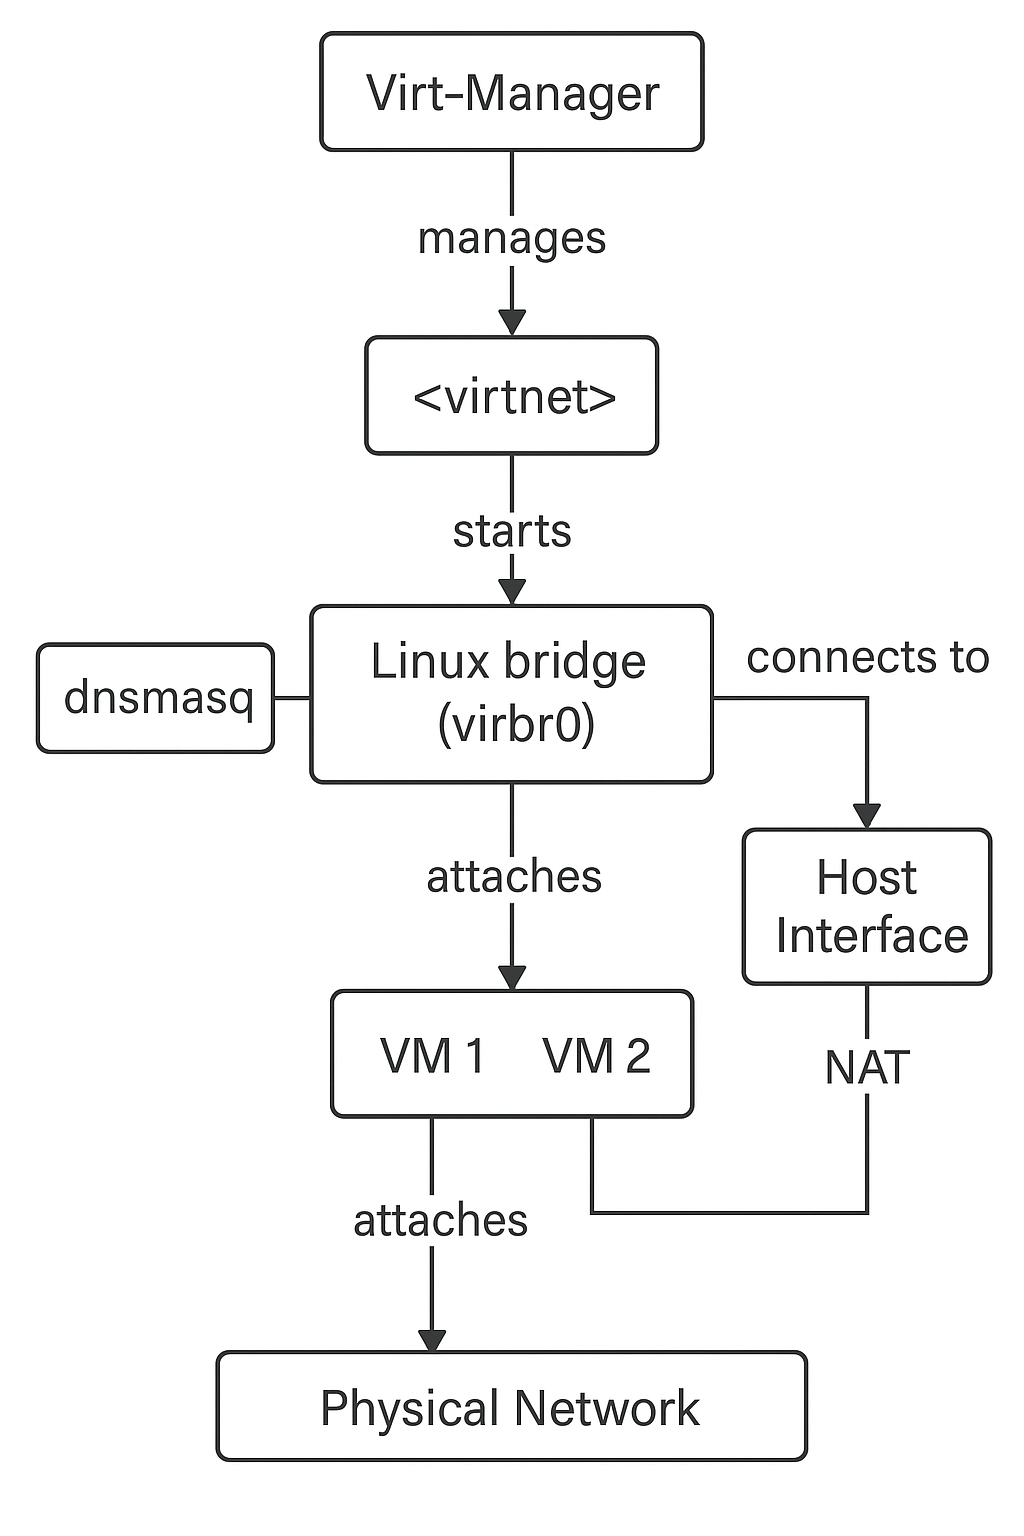 Virt-Manager
manages
<virtnet>
starts
Linux bridge
(virbr0)
dnsmasq
connects to
attaches
Host
Interface
VM 1 VM 2
NAT
attaches
Physical Network